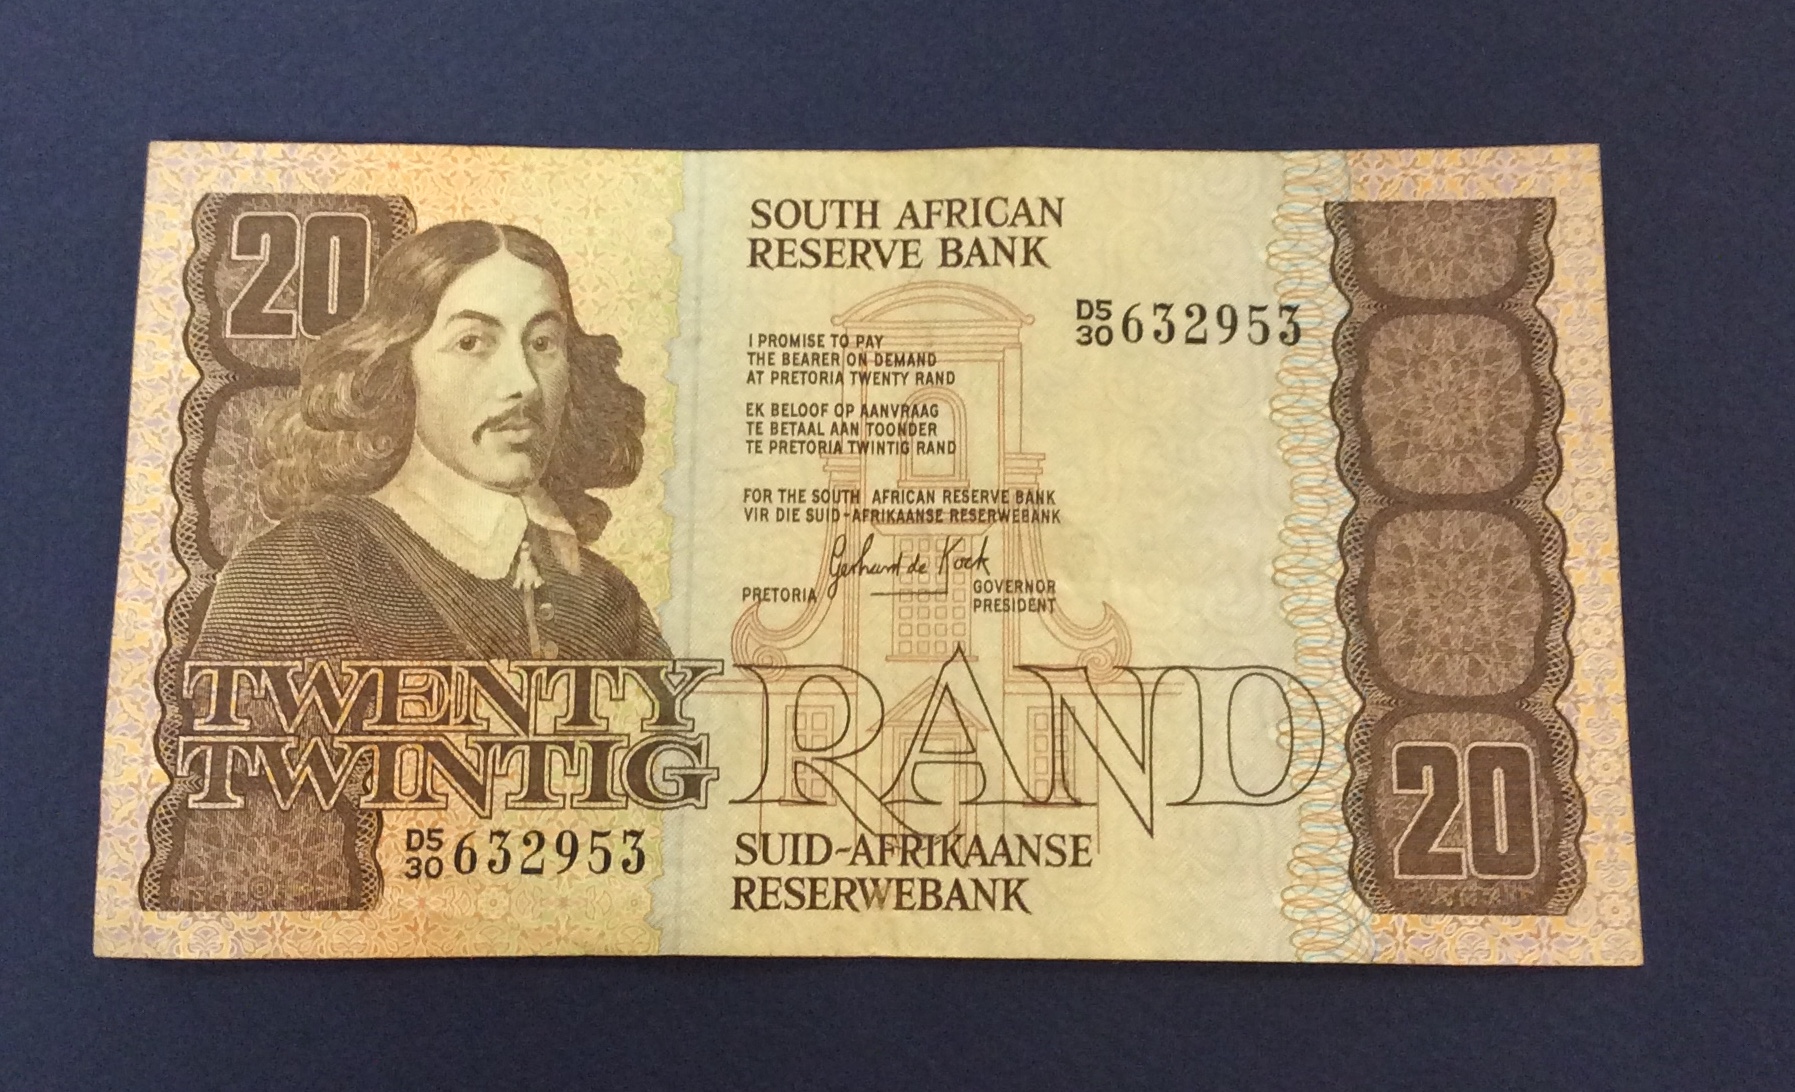 20
SOUTH AFRICAN
RESERVE BANK
D5
30 632953
I PROMISE TO PAY
THE BEARER ON DEMAND
AT PRETORIA TWENTY RAND
EK BELOOF OP AANVRAAG
TE BETAAL AAN TOONDER
TE PRETORIA TWINTIG RAND
FOR THE SOUTH AFRICAN RESERVE BANK
VIR DIE SUID-AFRIKAANSE RESERWEBANK
Gerhard de Kock
PRETORIA
GOVERNOR
PRESIDENT
TWENTY
TWINTIG
RAND
D5
30 632953
SUID-AFRIKAANSE
RESERWEBANK
20